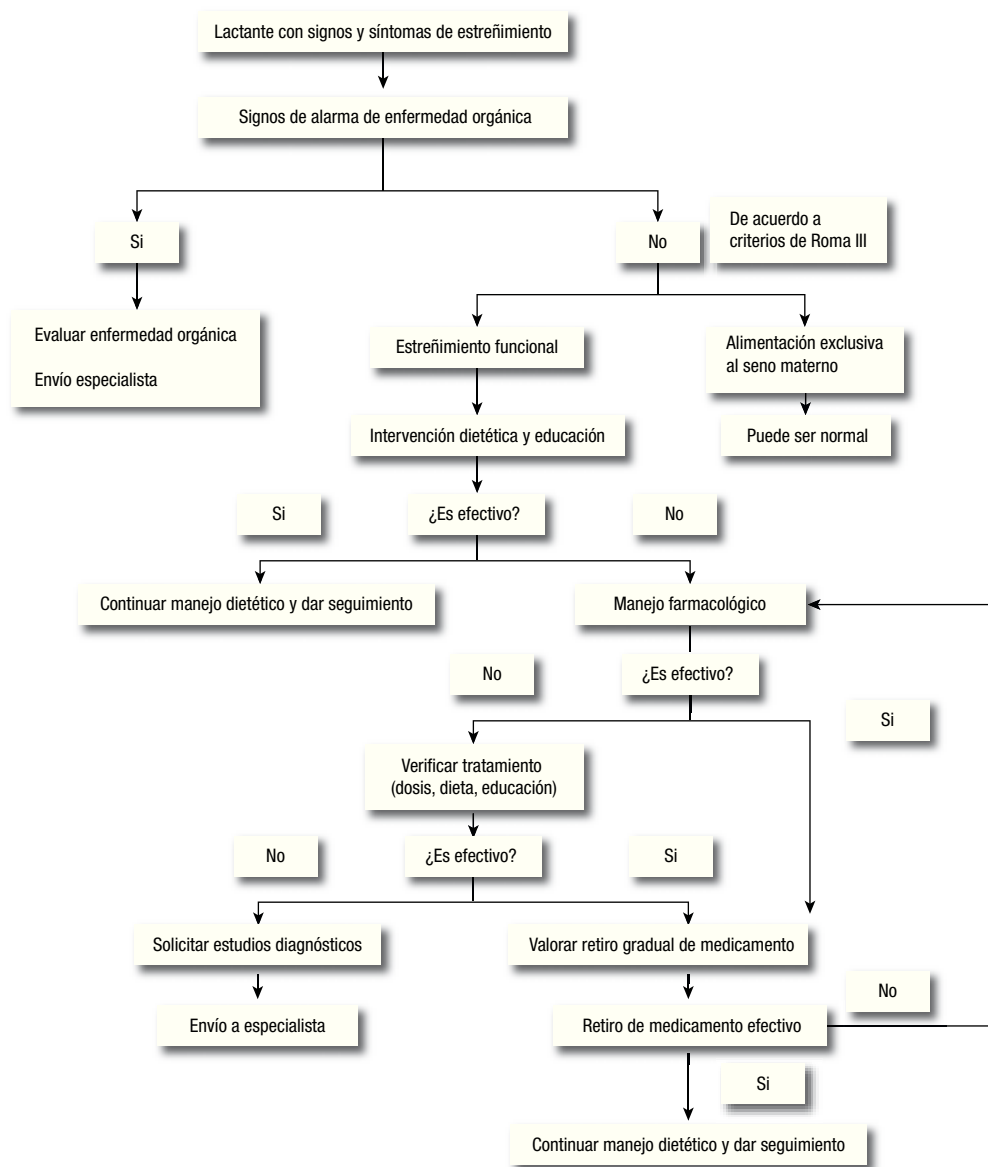 Lactante con signos y síntomas de estreñimiento
Signos de alarma de enfermedad orgánica
Si
No
De acuerdo a
criterios de Roma III
Evaluar enfermedad orgánica
Envío especialista
Estreñimiento funcional
Alimentación exclusiva
al seno materno
Intervención dietética y educación
Puede ser normal
Si
¿Es efectivo?
No
Continuar manejo dietético y dar seguimiento
Manejo farmacológico
No
¿Es efectivo?
Si
Verificar tratamiento
(dosis, dieta, educación)
No
¿Es efectivo?
Si
Solicitar estudios diagnósticos
Valorar retiro gradual de medicamento
No
Envío a especialista
Retiro de medicamento efectivo
Si
Continuar manejo dietético y dar seguimiento